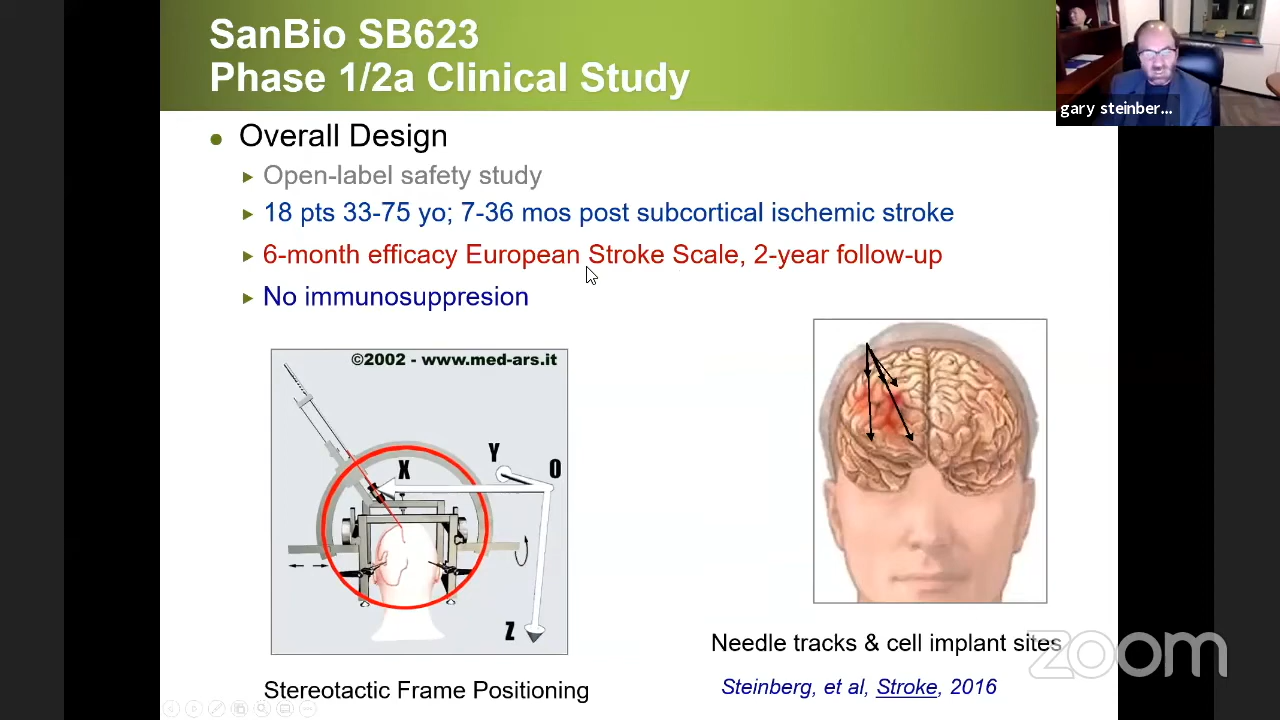 SanBio SB623
Phase 1/2a Clinical Study
gary steinber...
Overall Design
Open-label safety study
18 pts 33-75 yo; 7-36 mos post subcortical ischemic stroke
6-month efficacy European Stroke Scale, 2-year follow-up
No immunosuppresion
©2002 - www.med-ars.it
Y
O
X
Z
Needle tracks & cell implant sites
zoom
Stereotactic Frame Positioning
Steinberg, et al, Stroke, 2016